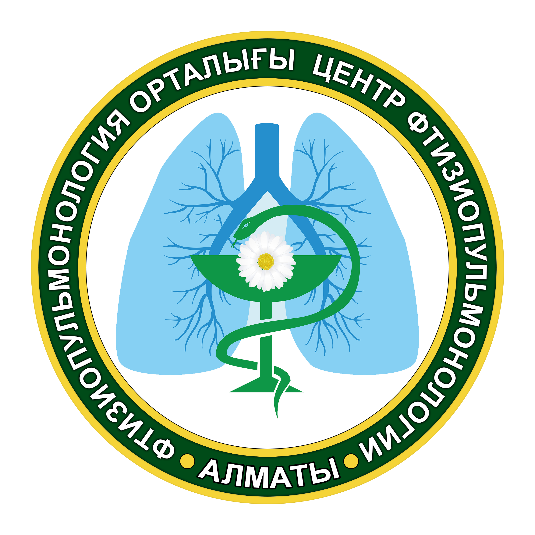 ФТИЗИОПУЛЬМОНОЛОГИЯ ОРТАЛЫҒЫ
ЦЕНТР ФТИЗИОПУЛЬМОНОЛОГИИ
АЛМАТЫ